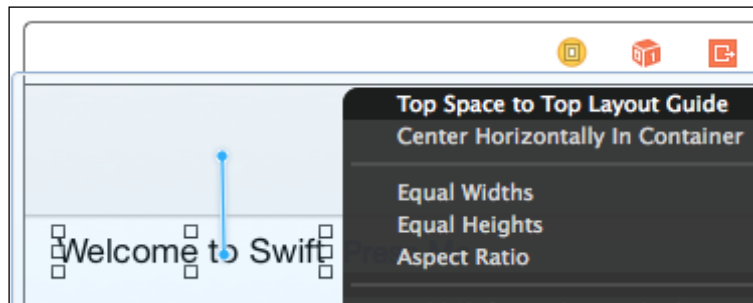 Top Space to Top Layout Guide
Center Horizontally In Container
Equal Widths
Equal Heights
Aspect Ratio
Welcome to Swift